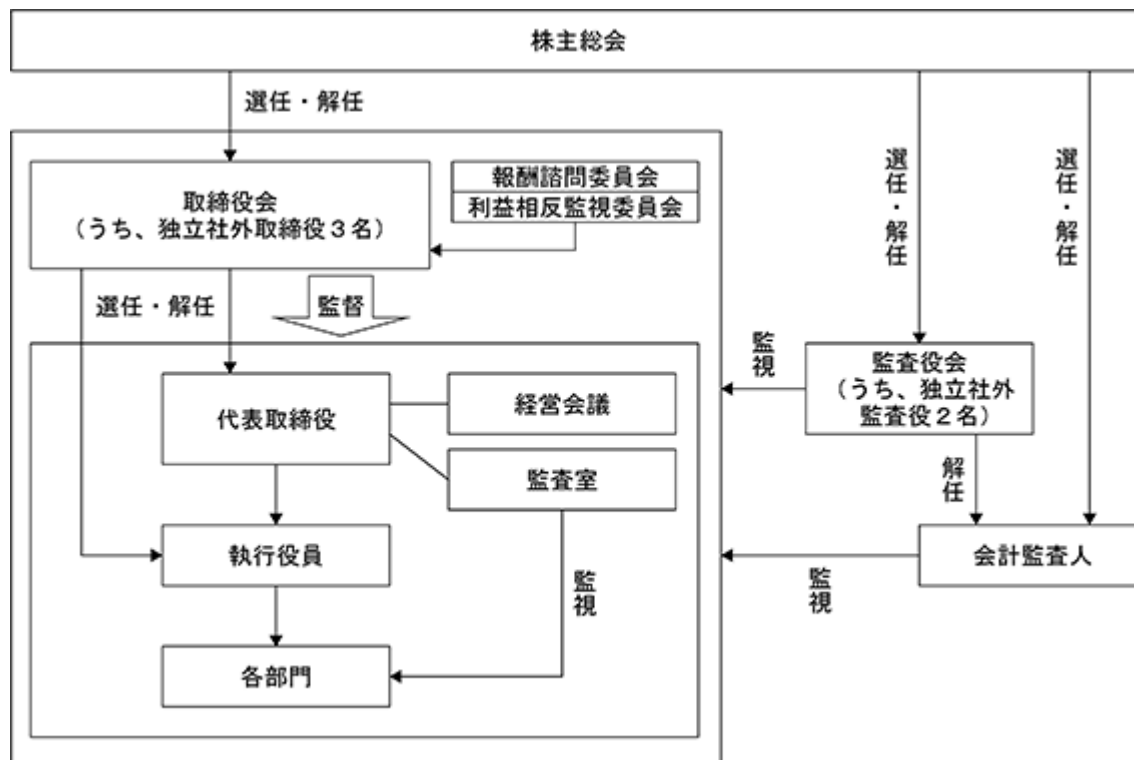 株主総会
選任・解任
選任・解任
選任・解任
取締役会
（うち、独立社外取締役３名）
報酬諮問委員会
利益相反監視委員会
選任・解任
監督
監視
監査役会
（うち、独立社外
監査役２名）
代表取締役
経営会議
監査室
解任
執行役員
監視
監視
会計監査人
各部門